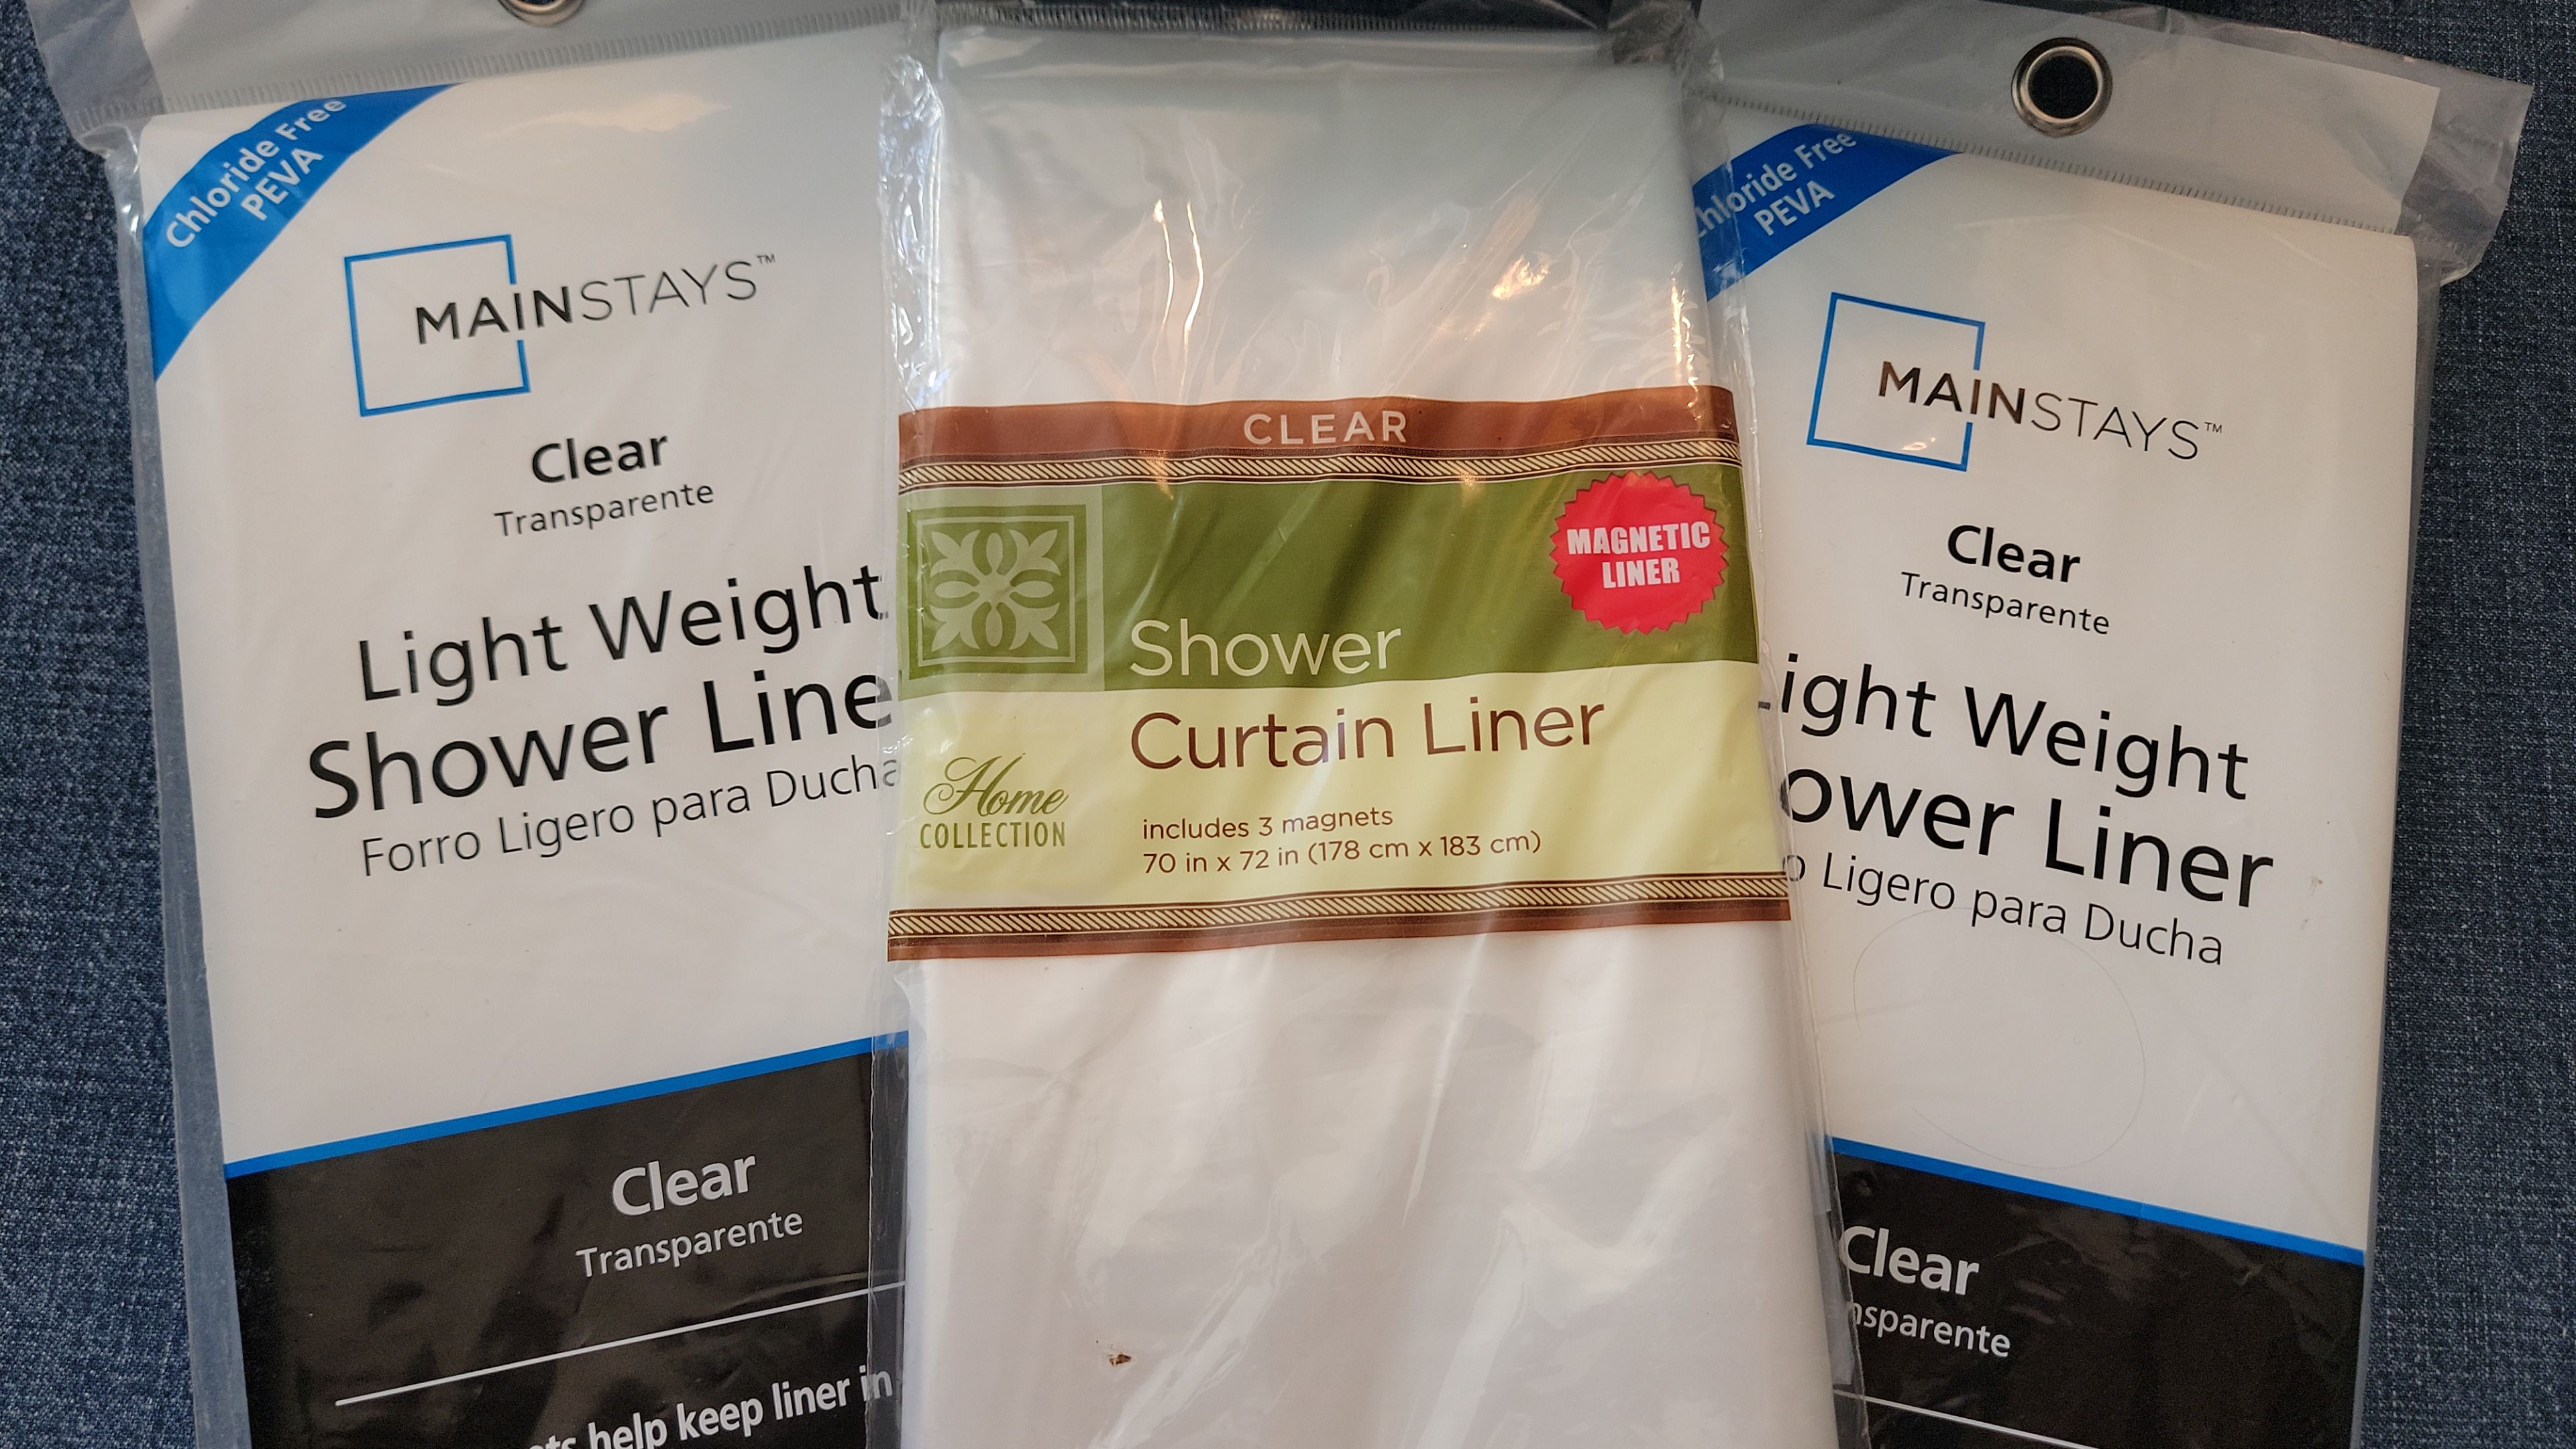 Chloride Free
PEVA
MAINSTAYS™
Clear
Transparente
Light Weight
Shower Line
Forro Ligero para Ducha
Clear
Transparente
help keep liner in
CLEAR
MAGNETIC
LINER
Shower
Curtain Liner
Home
COLLECTION
includes 3 magnets
70 in x 72 in (178 cm x 183 cm)
hloride Free
PEVA
MAINSTAYS™
Clear
Transparente
ight Weight
ower Liner
o Ligero para Ducha
Clear
nsparente